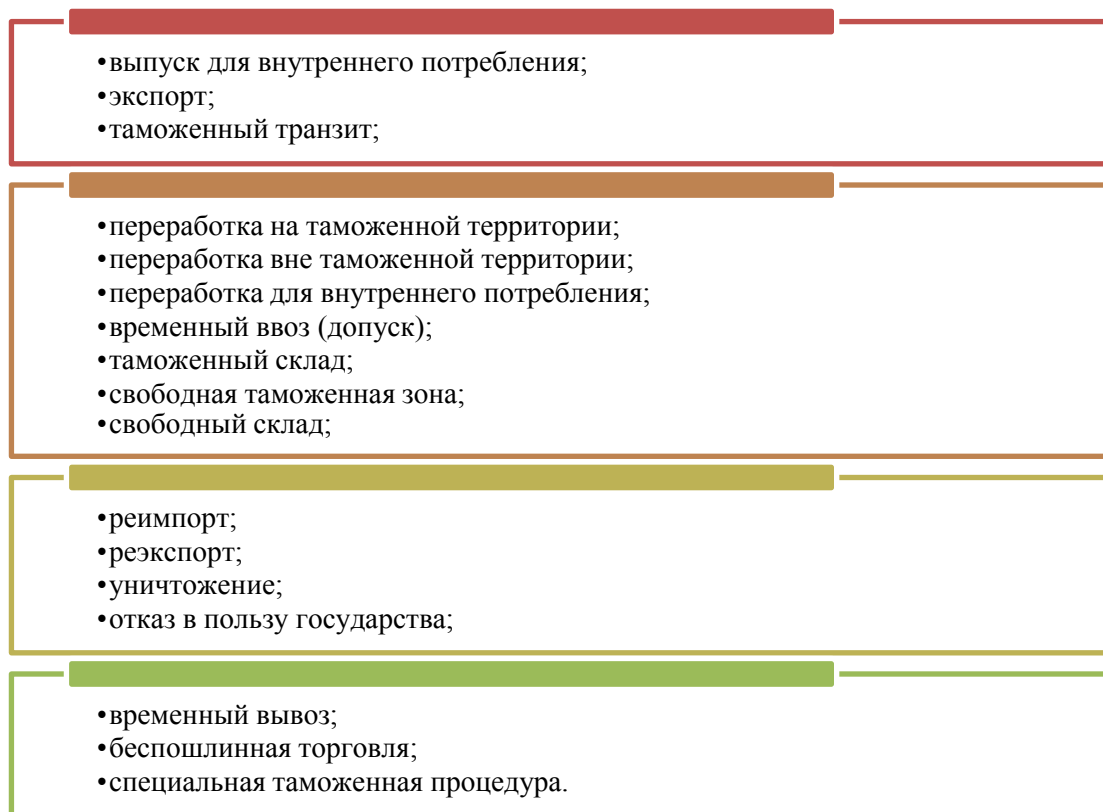 •выпуск для внутреннего потребления;
•экспорт;
•таможенный транзит;
•переработка на таможенной территории;
•переработка вне таможенной территории;
•переработка для внутреннего потребления;
•временный ввоз (допуск);
•таможенный склад;
•свободная таможенная зона;
•свободный склад;
•реимпорт;
•реэкспорт;
•уничтожение;
•отказ в пользу государства;
•временный вывоз;
•беспошлинная торговля;
•специальная таможенная процедура.